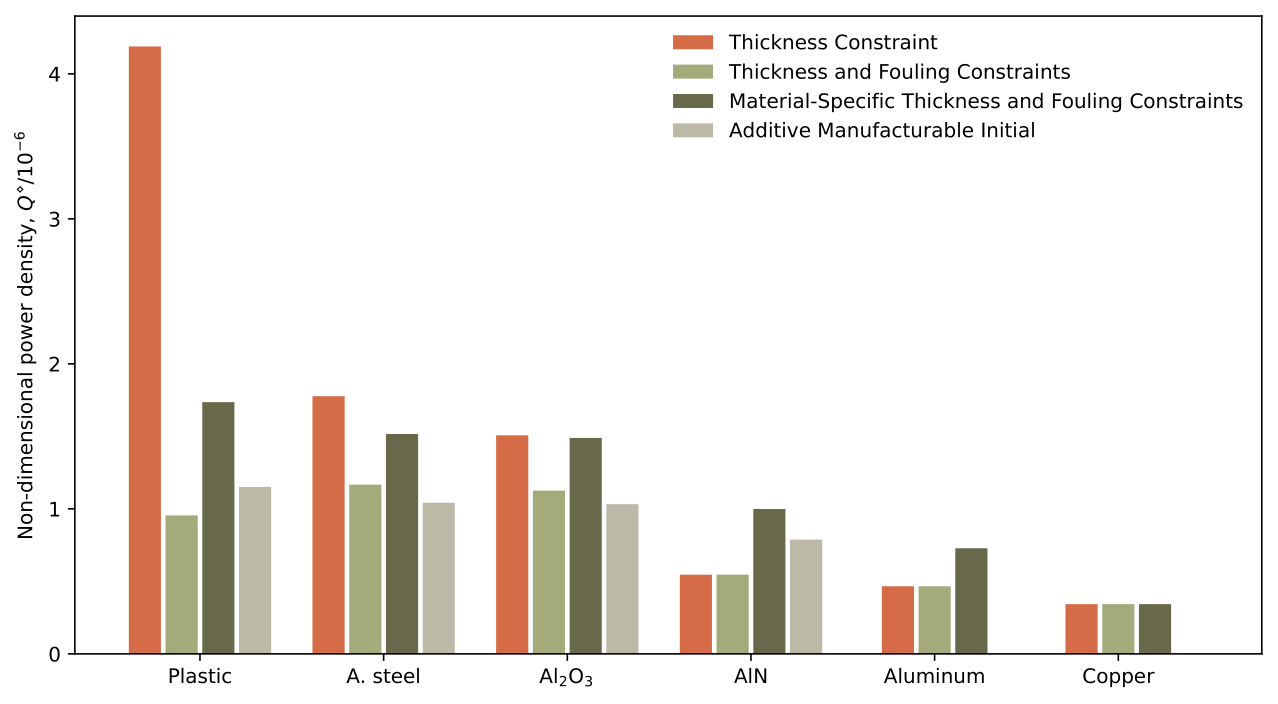 Non-dimensional power density, Q⋄/10⁻⁶
4
3
2
1
0
Thickness Constraint
Thickness and Fouling Constraints
Material-Specific Thickness and Fouling Constraints
Additive Manufacturable Initial
Plastic A. steel Al₂O₃ AlN Aluminum Copper